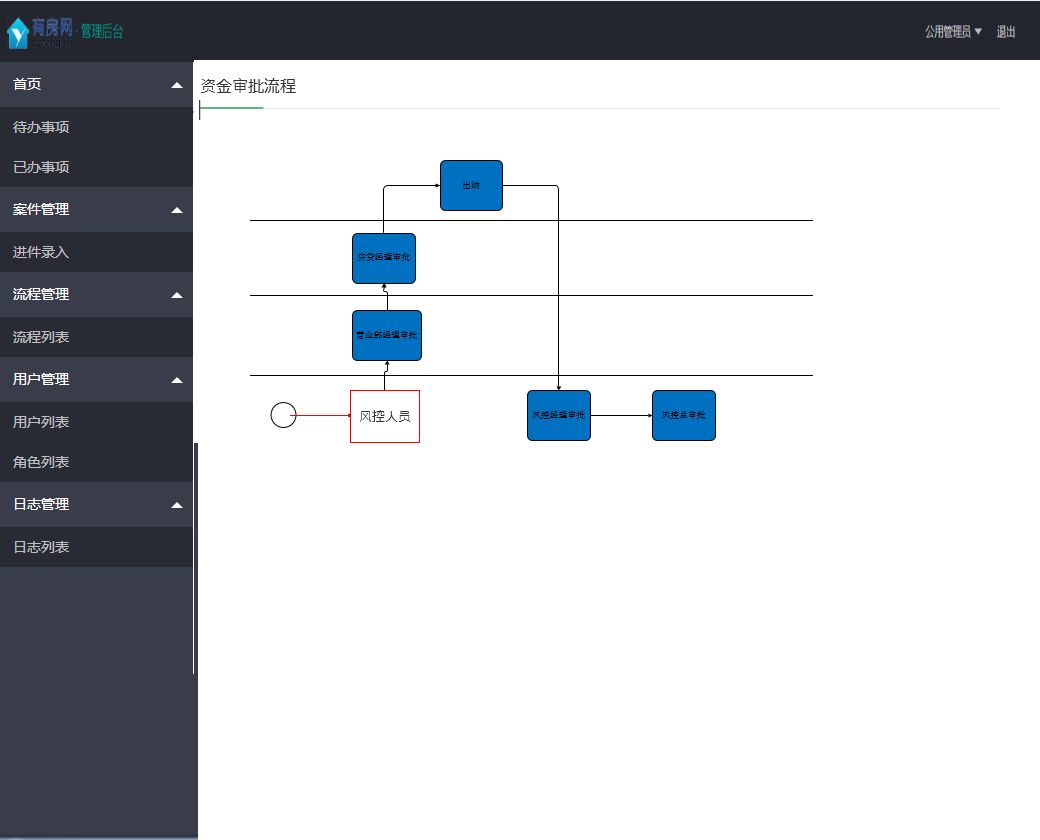 有房网·管理后台
公用管理员 退出
首页
待办事项
已办事项
案件管理
进件录入
流程管理
流程列表
用户管理
用户列表
角色列表
日志管理
日志列表
资金审批流程
出纳
房贷经理审批
营业部经理审批
风控人员
风控经理审批
风控总审批